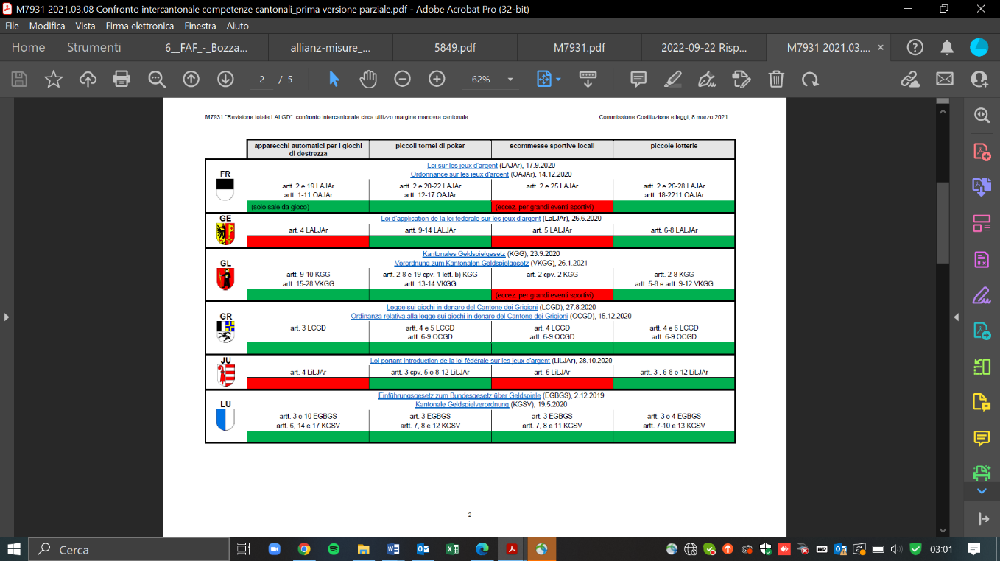 M7931 2021.03.08 Confronto intercantonale competenze cantonali_prima versione parziale.pdf - Adobe Acrobat Pro (32-bit)
File Modifica Vista Firma elettronica Finestra Aiuto
Home Strumenti 6__FAF_-_Bozza... allianz-misure_... 5849.pdf M7931.pdf 2022-09-22 Risp... M7931 2021.03....
2 / 5 62%
M7931 "Revisione totale LALGD": confronto intercantonale circa utilizzo margine manovra cantonale Commissione Costituzione e leggi, 8 marzo 2021
apparecchi automatici per i giochi di destrezza
piccoli tornei di poker
scommesse sportive locali
piccole lotterie
FR
Loi sur les jeux d'argent (LAJAr), 17.9.2020
Ordonnance sur les jeux d'argent (OAJAr), 14.12.2020
artt. 2 e 19 LAJAr artt. 2 e 20-22 LAJAr artt. 2 e 25 LAJAr artt. 2 e 26-28 LAJAr
artt. 1-11 OAJAr artt. 12-17 OAJAr artt. 18-2211 OAJAr
(solo sale da gioco) (eccez. per grandi eventi sportivi)
GE
Loi d'application de la loi fédérale sur les jeux d'argent (LaLJAr), 26.6.2020
art. 4 LALJAr artt. 9-14 LALJAr art. 5 LALJAr artt. 6-8 LALJAr
GL
Kantonales Geldspielgesetz (KGG), 23.9.2020
Verordnung zum Kantonalen Geldspielgesetz (VKGG), 26.1.2021
artt. 9-10 KGG artt. 2-8 e 19 cpv. 1 lett. b) KGG art. 2 cpv. 2 KGG artt. 2-8 KGG
artt. 15-28 VKGG artt. 13-14 VKGG artt. 5-8 e artt. 9-12 VKGG
(eccez. per grandi eventi sportivi)
GR
Legge sui giochi in denaro del Cantone dei Grigioni (LCGD), 27.8.2020
Ordinanza relativa alla legge sui giochi in denaro del Cantone dei Grigioni (OCGD), 15.12.2020
art. 3 LCGD artt. 4 e 5 LCGD art. 4 LCGD artt. 4 e 6 LCGD
artt. 6-9 OCGD artt. 6-9 OCGD artt. 6-9 OCGD
JU
Loi portant introduction de la loi fédérale sur les jeux d'argent (LiLJAr), 28.10.2020
art. 4 LiLJAr artt. 3 cpv. 5 e 8-12 LiLJAr art. 5 LiLJAr artt. 3 , 6-8 e 12 LiLJAr
LU
Einführungsgesetz zum Bundesgesetz über Geldspiele (EGBGS), 2.12.2019
Kantonale Geldspielverordnung (KGSV), 19.5.2020
artt. 3 e 10 EGBGS art. 3 EGBGS art. 3 EGBGS artt. 3 e 4 EGBGS
artt. 6, 14 e 17 KGSV artt. 7, 8 e 12 KGSV artt. 7, 8 e 11 KGSV artt. 7-10 e 13 KGSV
2
Cerca
03:01